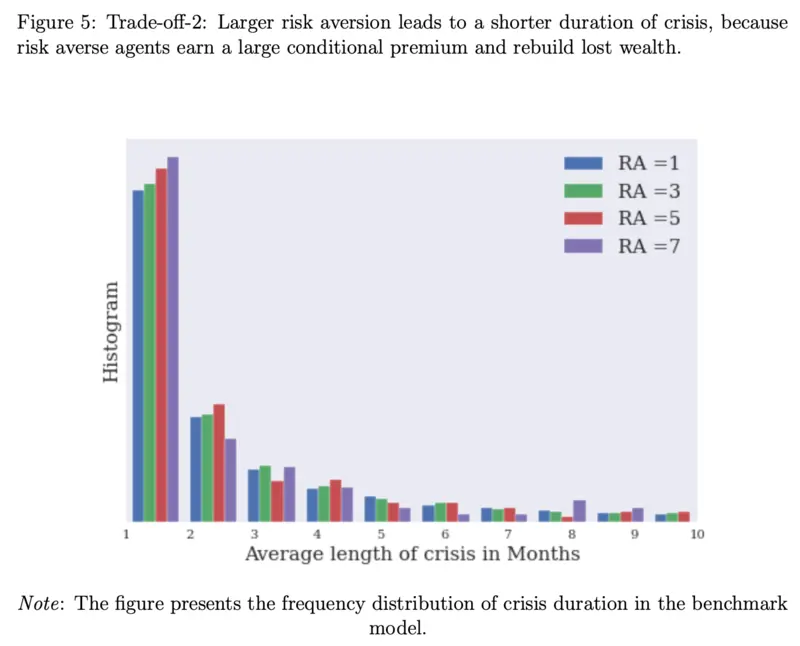 Figure 5: Trade-off-2: Larger risk aversion leads to a shorter duration of crisis, because
risk averse agents earn a large conditional premium and rebuild lost wealth.
RA =1
RA =3
RA =5
RA =7
Histogram
1 2 3 4 5 6 7 8 9 10
Average length of crisis in Months
Note: The figure presents the frequency distribution of crisis duration in the benchmark
model.